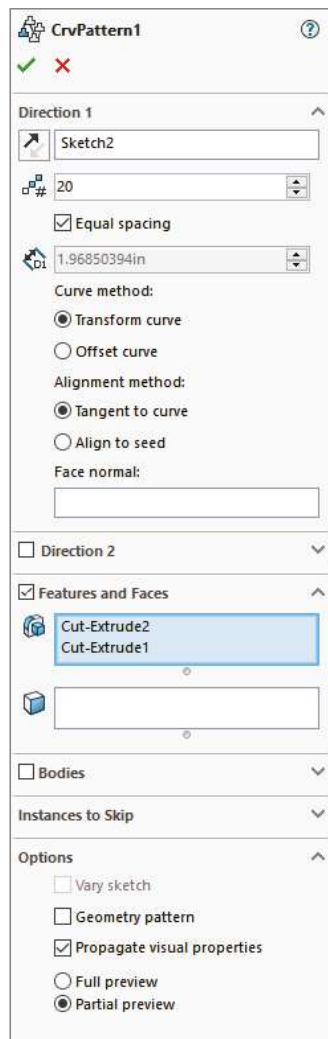 CrvPattern1
Direction 1
Sketch2
#
20
Equal spacing
D1
1.96850394in
Curve method:
Transform curve
Offset curve
Alignment method:
Tangent to curve
Align to seed
Face normal:
Direction 2
Features and Faces
Cut-Extrude2
Cut-Extrude1
Bodies
Instances to Skip
Options
Vary sketch
Geometry pattern
Propagate visual properties
Full preview
Partial preview